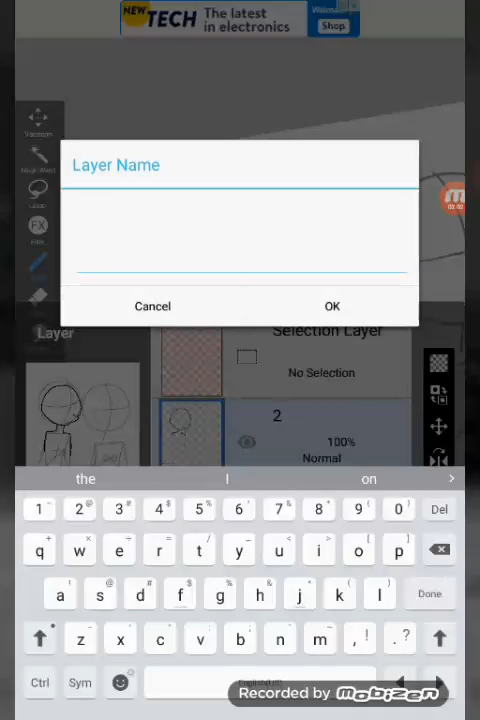 NEW
TECH
The latest
in electronics
Shop
Layer Name
Cancel
OK
Layer
Selection Layer
No Selection
2
100%
Normal
the I on
1 2 3 4 5 6 7 8 9 0 Del
q w e r t y u i o p
a s d f g h j k l Done
z x c v b n m , ! . ?
Ctrl Sym
Recorded by mobizen